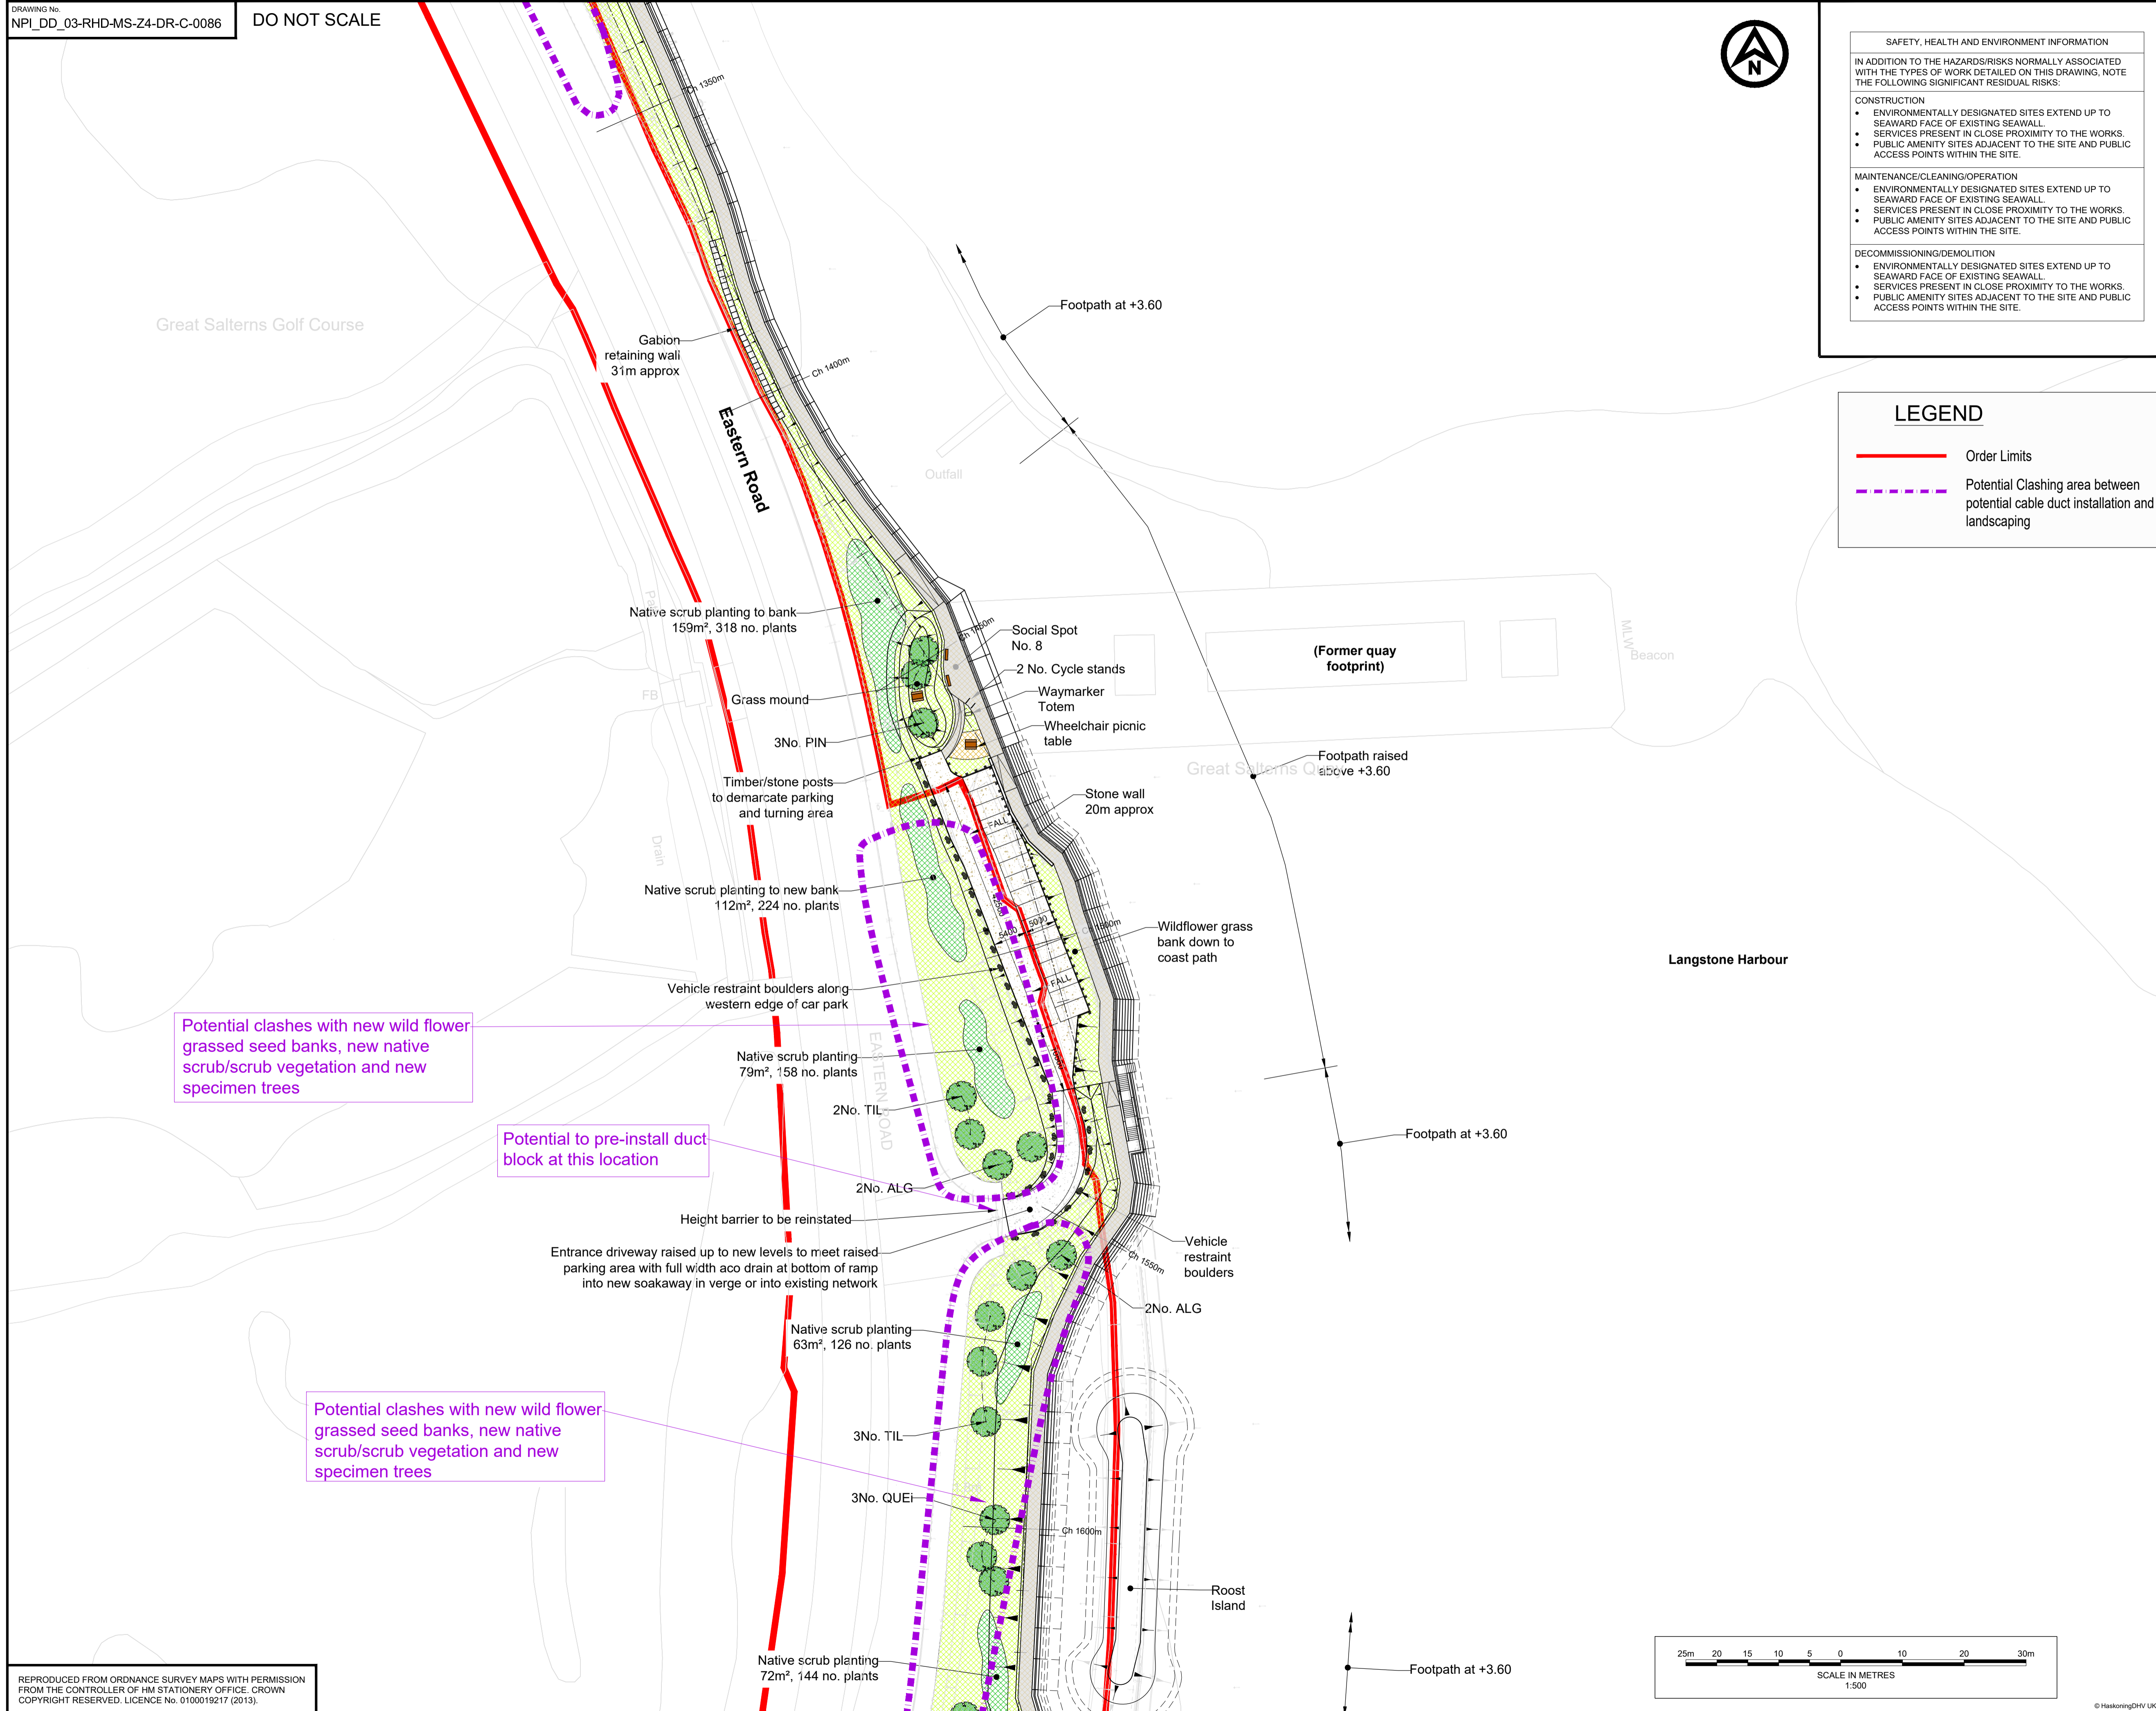 DRAWING No.
NPI_DD_03-RHD-MS-Z4-DR-C-0086
DO NOT SCALE
N
SAFETY, HEALTH AND ENVIRONMENT INFORMATION
IN ADDITION TO THE HAZARDS/RISKS NORMALLY ASSOCIATED
WITH THE TYPES OF WORK DETAILED ON THIS DRAWING, NOTE
THE FOLLOWING SIGNIFICANT RESIDUAL RISKS:
CONSTRUCTION
• ENVIRONMENTALLY DESIGNATED SITES EXTEND UP TO
SEAWARD FACE OF EXISTING SEAWALL.
• SERVICES PRESENT IN CLOSE PROXIMITY TO THE WORKS.
• PUBLIC AMENITY SITES ADJACENT TO THE SITE AND PUBLIC
ACCESS POINTS WITHIN THE SITE.
MAINTENANCE/CLEANING/OPERATION
• ENVIRONMENTALLY DESIGNATED SITES EXTEND UP TO
SEAWARD FACE OF EXISTING SEAWALL.
• SERVICES PRESENT IN CLOSE PROXIMITY TO THE WORKS.
• PUBLIC AMENITY SITES ADJACENT TO THE SITE AND PUBLIC
ACCESS POINTS WITHIN THE SITE.
DECOMMISSIONING/DEMOLITION
• ENVIRONMENTALLY DESIGNATED SITES EXTEND UP TO
SEAWARD FACE OF EXISTING SEAWALL.
• SERVICES PRESENT IN CLOSE PROXIMITY TO THE WORKS.
• PUBLIC AMENITY SITES ADJACENT TO THE SITE AND PUBLIC
ACCESS POINTS WITHIN THE SITE.
LEGEND
Order Limits
Potential Clashing area between
potential cable duct installation and
landscaping
Ch 1350m
Footpath at +3.60
Great Salterns Golf Course
Gabion
retaining wall
31m approx
Ch 1400m
Eastern Road
Outfall
Native scrub planting to bank
159m², 318 no. plants
Ch 1450m
Social Spot
No. 8
2 No. Cycle stands
(Former quay
footprint)
MLW
Beacon
FB
Grass mound
Waymarker
Totem
Wheelchair picnic
table
3No. PIN
Footpath raised
above +3.60
Great Salterns Quay
Timber/stone posts
to demarcate parking
and turning area
Stone wall
20m approx
FALL
Drain
Native scrub planting to new bank
112m², 224 no. plants
5400
5000
Ch 1500m
Wildflower grass
bank down to
coast path
Langstone Harbour
FALL
Vehicle restraint boulders along
western edge of car park
Potential clashes with new wild flower
grassed seed banks, new native
scrub/scrub vegetation and new
specimen trees
EASTERN ROAD
Native scrub planting
79m², 158 no. plants
2No. TIL
Potential to pre-install duct
block at this location
Footpath at +3.60
2No. ALG
Height barrier to be reinstated
Entrance driveway raised up to new levels to meet raised
parking area with full width aco drain at bottom of ramp
into new soakaway in verge or into existing network
Vehicle
restraint
boulders
Ch 1550m
2No. ALG
Native scrub planting
63m², 126 no. plants
Potential clashes with new wild flower
grassed seed banks, new native
scrub/scrub vegetation and new
specimen trees
3No. TIL
3No. QUEi
Ch 1600m
Roost
Island
Native scrub planting
72m², 144 no. plants
Footpath at +3.60
25m 20 15 10 5 0 10 20 30m
SCALE IN METRES
1:500
REPRODUCED FROM ORDNANCE SURVEY MAPS WITH PERMISSION
FROM THE CONTROLLER OF HM STATIONERY OFFICE. CROWN
COPYRIGHT RESERVED. LICENCE No. 0100019217 (2013).
© HaskoningDHV UK